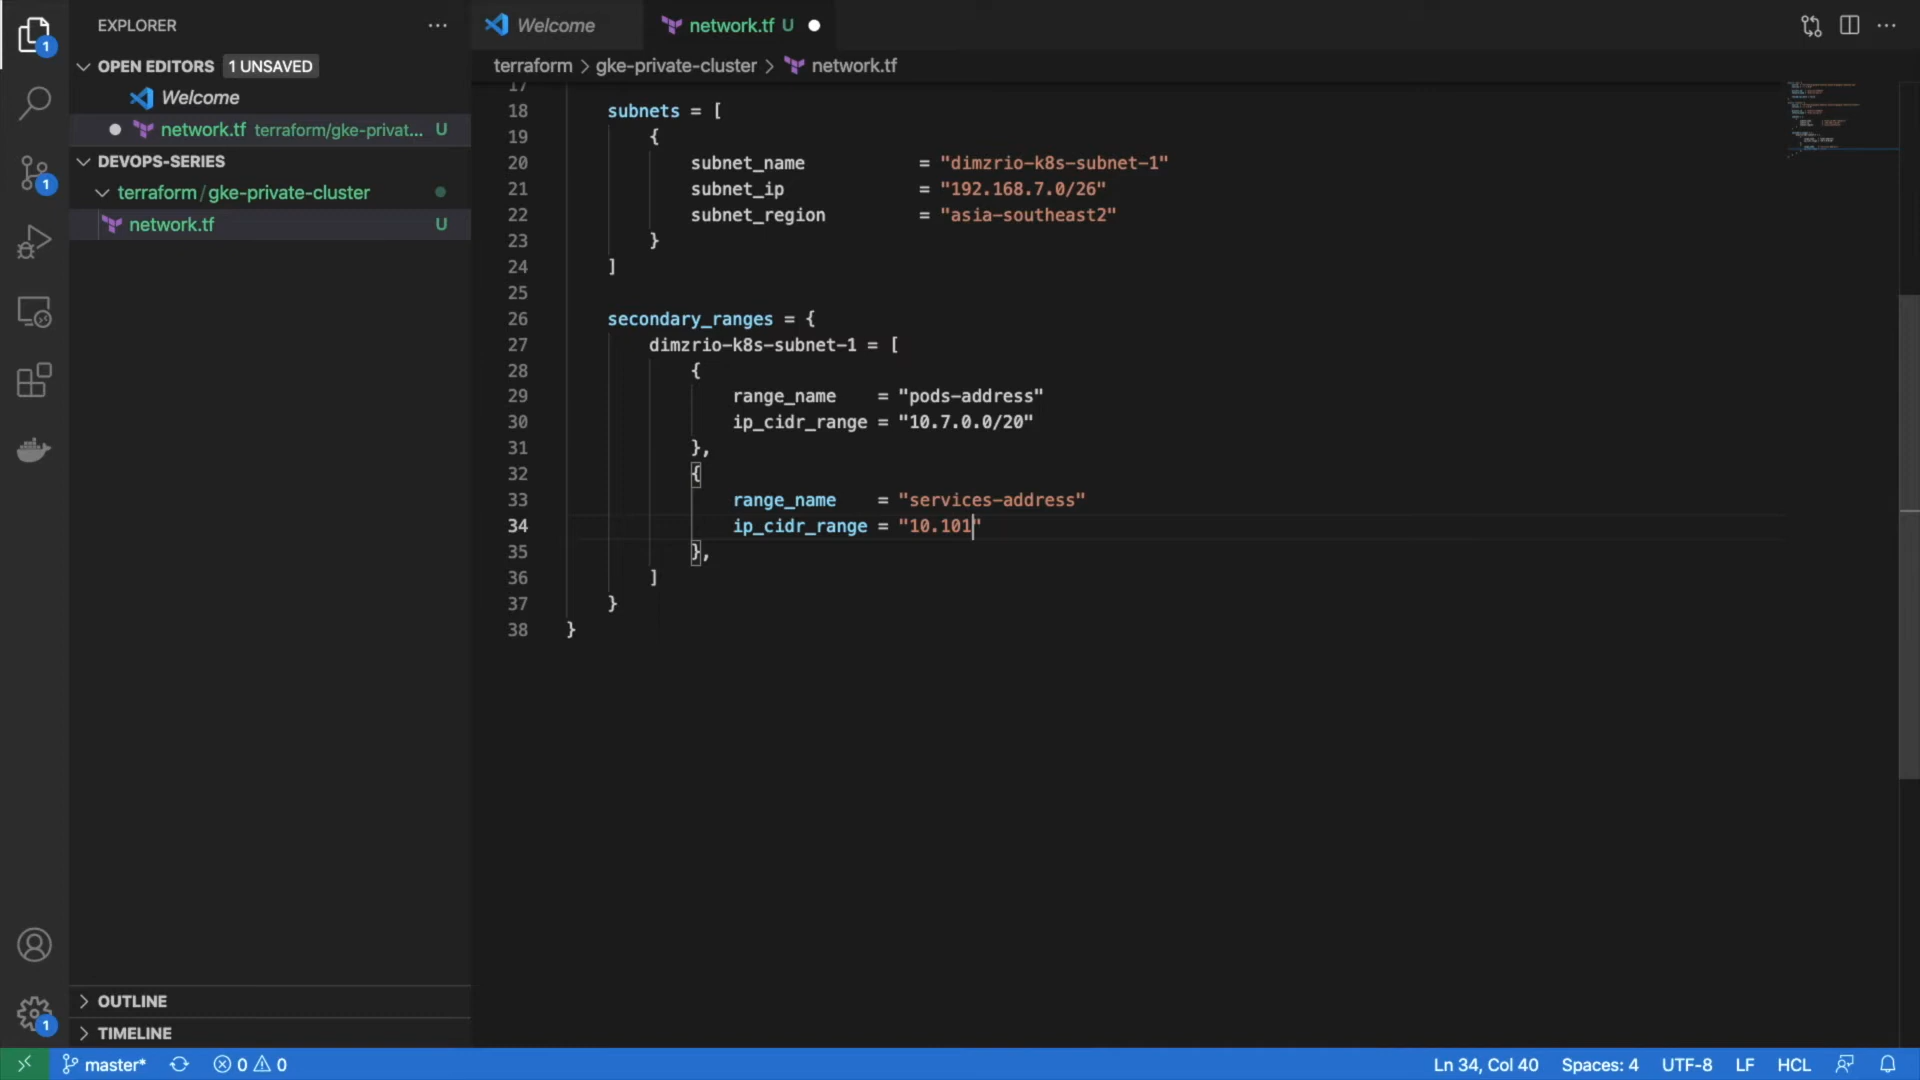 EXPLORER
OPEN EDITORS 1 UNSAVED
Welcome
network.tf terraform/gke-privat... U
DEVOPS-SERIES
terraform / gke-private-cluster
network.tf U
OUTLINE
TIMELINE
1
1
1
Welcome
network.tf U
terraform > gke-private-cluster > network.tf
17
18 subnets = [
19 {
20 subnet_name = "dimzrio-k8s-subnet-1"
21 subnet_ip = "192.168.7.0/26"
22 subnet_region = "asia-southeast2"
23 }
24 ]
25
26 secondary_ranges = {
27 dimzrio-k8s-subnet-1 = [
28 {
29 range_name = "pods-address"
30 ip_cidr_range = "10.7.0.0/20"
31 },
32 {
33 range_name = "services-address"
34 ip_cidr_range = "10.101"
35 },
36 ]
37 }
38 }
master* 0 0 Ln 34, Col 40 Spaces: 4 UTF-8 LF HCL